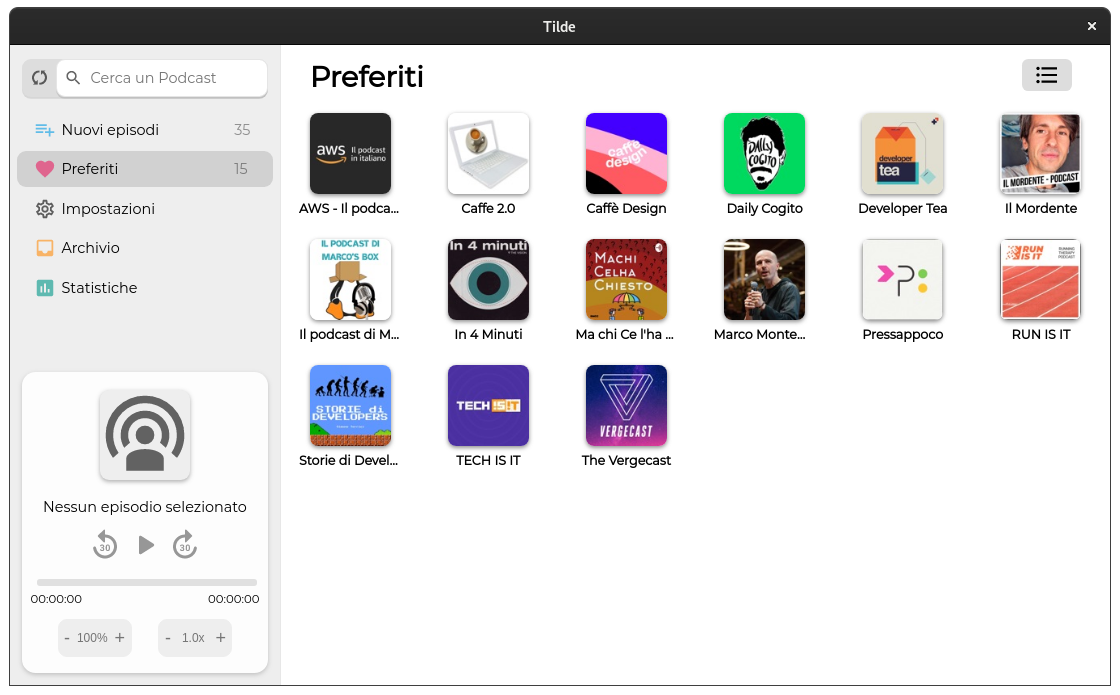 Tilde
Cerca un Podcast
Nuovi episodi 35
Preferiti 15
Impostazioni
Archivio
Statistiche
Nessun episodio selezionato
30
30
00:00:00 00:00:00
- 100% +
- 1.0x +
Preferiti
aws Il podcast
in italiano
AWS - Il podca...
Caffe 2.0
caffè
design
Caffè Design
DAILY
COGITO
Daily Cogito
developer
tea
Developer Tea
IL MORDENTE - PODCAST
Il Mordente
IL PODCAST DI
MARCO'S BOX
Il podcast di M...
In 4 minuti
In 4 Minuti
MACHI
CELHA
CHIESTO
Ma chi Ce l'ha ...
Marco Monte...
P
Pressappoco
RUN
IS IT
RUNNING
THERAPY
PODCAST
RUN IS IT
STORIE di
DEVELOPERS
Storie di Devel...
TECH IS IT
TECH IS IT
VERGECAST
The Vergecast